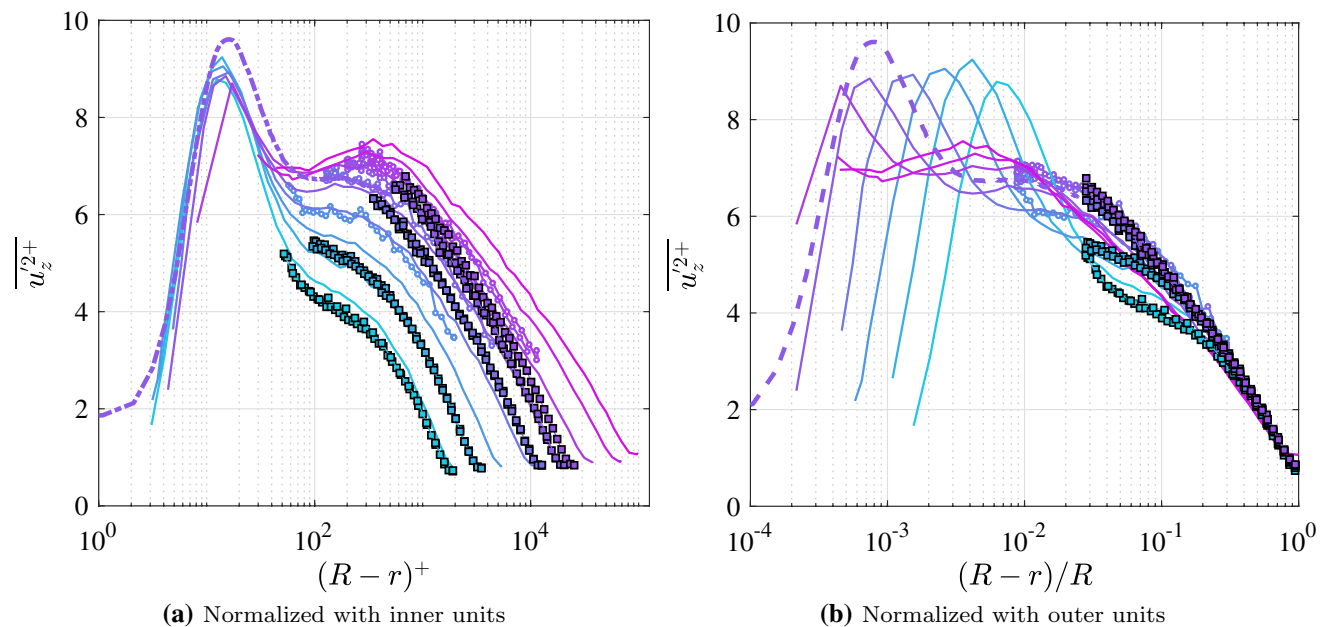 10
8
6
4
2
0
$\overline{u_z'^{2+}}$
10^0 10^2 10^4
(R − r)^+
(a) Normalized with inner units
10
8
6
4
2
0
$\overline{u_z'^{2+}}$
10^{-4} 10^{-3} 10^{-2} 10^{-1} 10^0
(R − r)/R
(b) Normalized with outer units